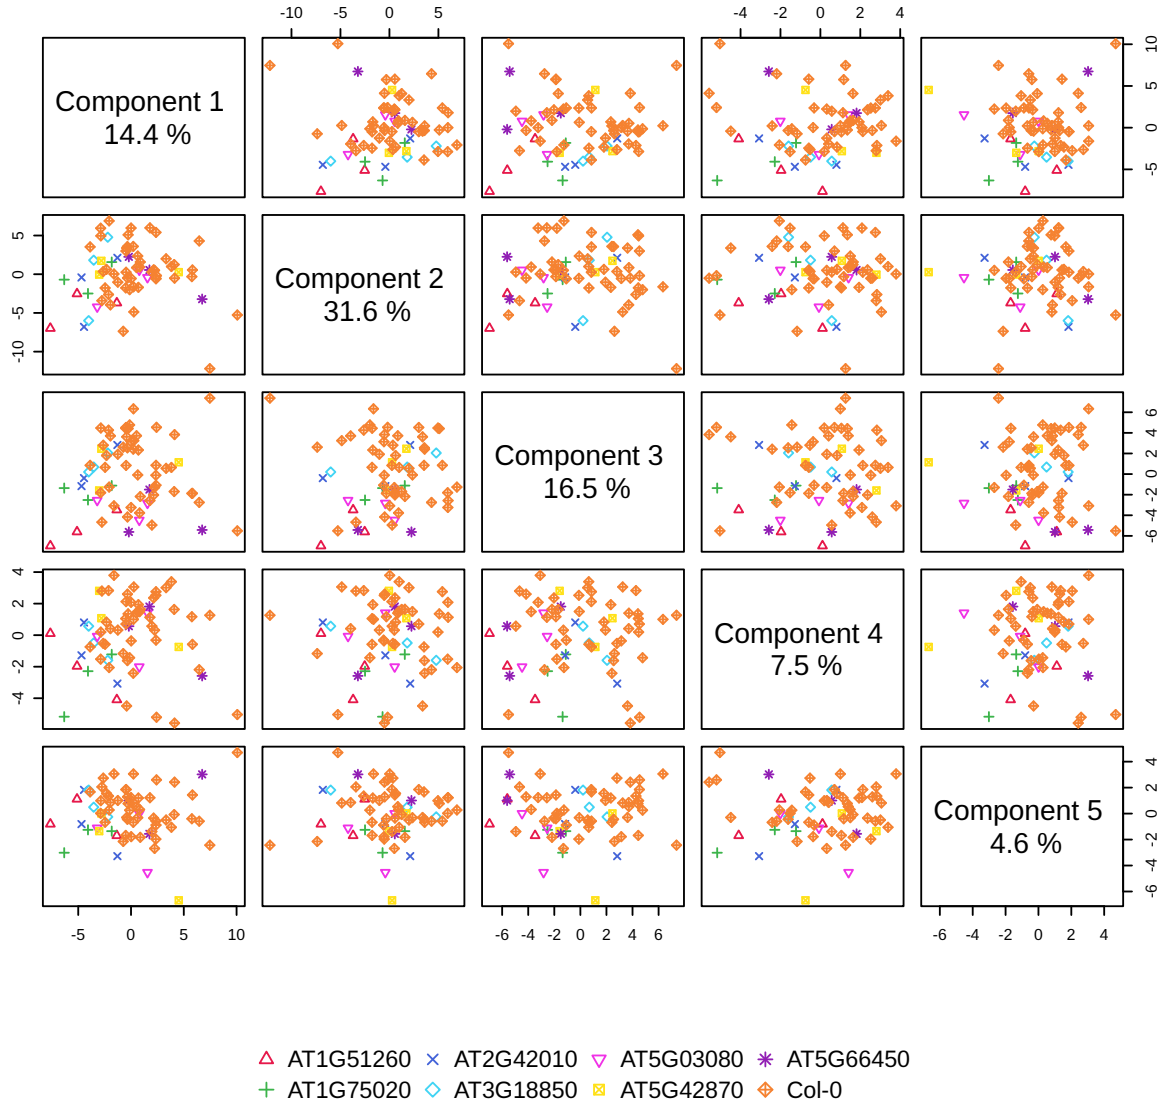 -10 -5 0 5 -4 -2 0 2 4
Component 1
14.4 %
-5 0 5 10
Component 2
31.6 %
-10 -5 0 5
Component 3
16.5 %
-6 -4 -2 0 2 4 6
Component 4
7.5 %
-4 -2 0 2 4
Component 5
4.6 %
-6 -4 -2 0 2 4
-5 0 5 10 -6 -4 -2 0 2 4 6 -6 -4 -2 0 2 4
AT1G51260 AT2G42010 AT5G03080 AT5G66450
AT1G75020 AT3G18850 AT5G42870 Col-0